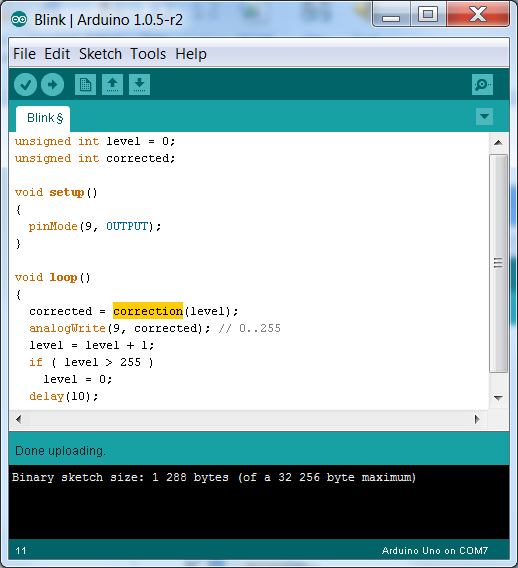 Blink | Arduino 1.0.5-r2
File Edit Sketch Tools Help
Blink §
unsigned int level = 0;
unsigned int corrected;
void setup()
{
  pinMode(9, OUTPUT);
}
void loop()
{
  corrected = correction(level);
  analogWrite(9, corrected); // 0..255
  level = level + 1;
  if ( level > 255 )
    level = 0;
  delay(10);
Done uploading.
Binary sketch size: 1 288 bytes (of a 32 256 byte maximum)
11
Arduino Uno on COM7